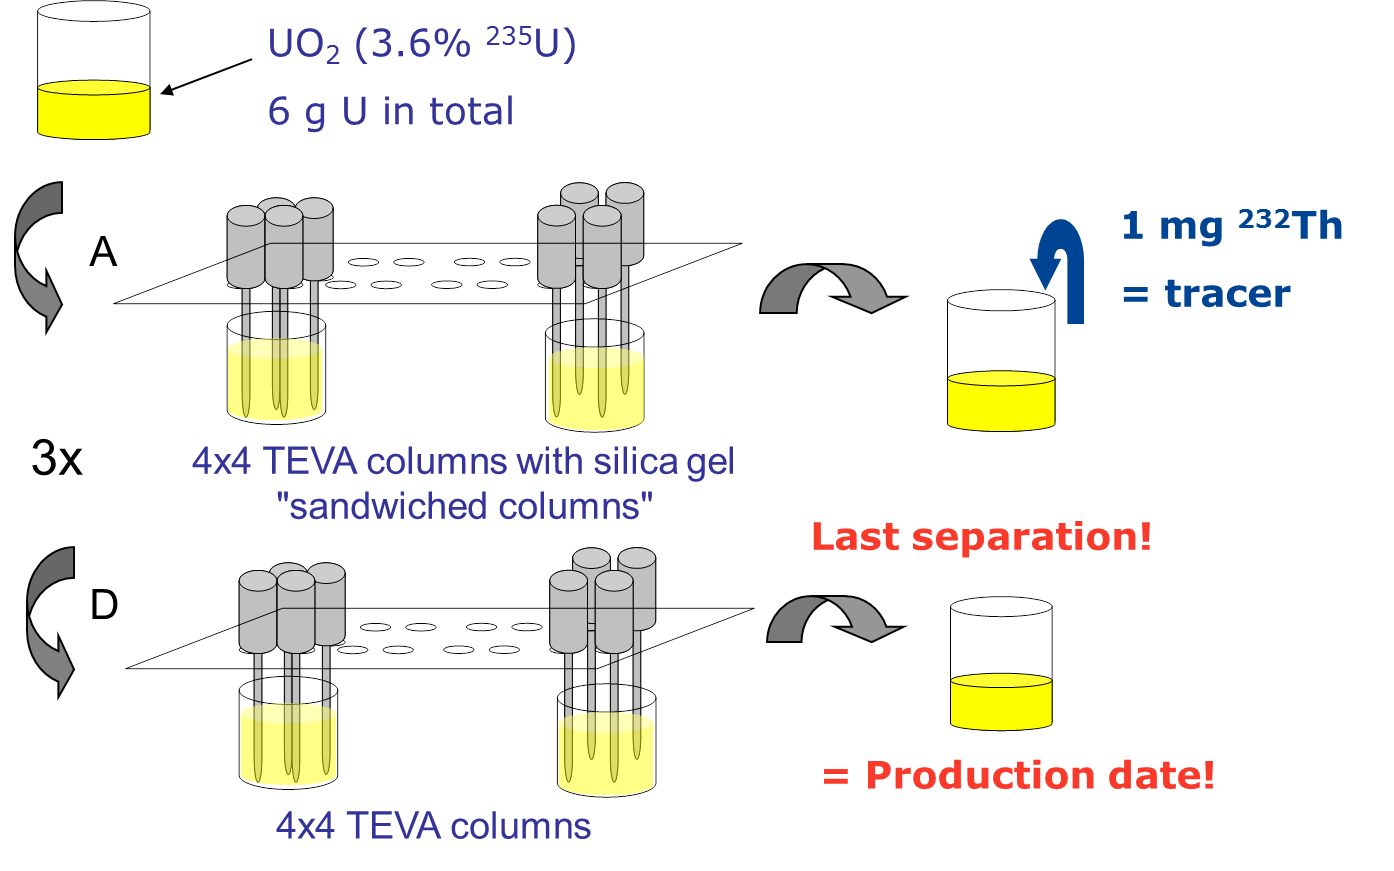 UO₂ (3.6% ²³⁵U)
6 g U in total
A
1 mg ²³²Th
= tracer
3x
4x4 TEVA columns with silica gel
"sandwiched columns"
Last separation!
D
= Production date!
4x4 TEVA columns